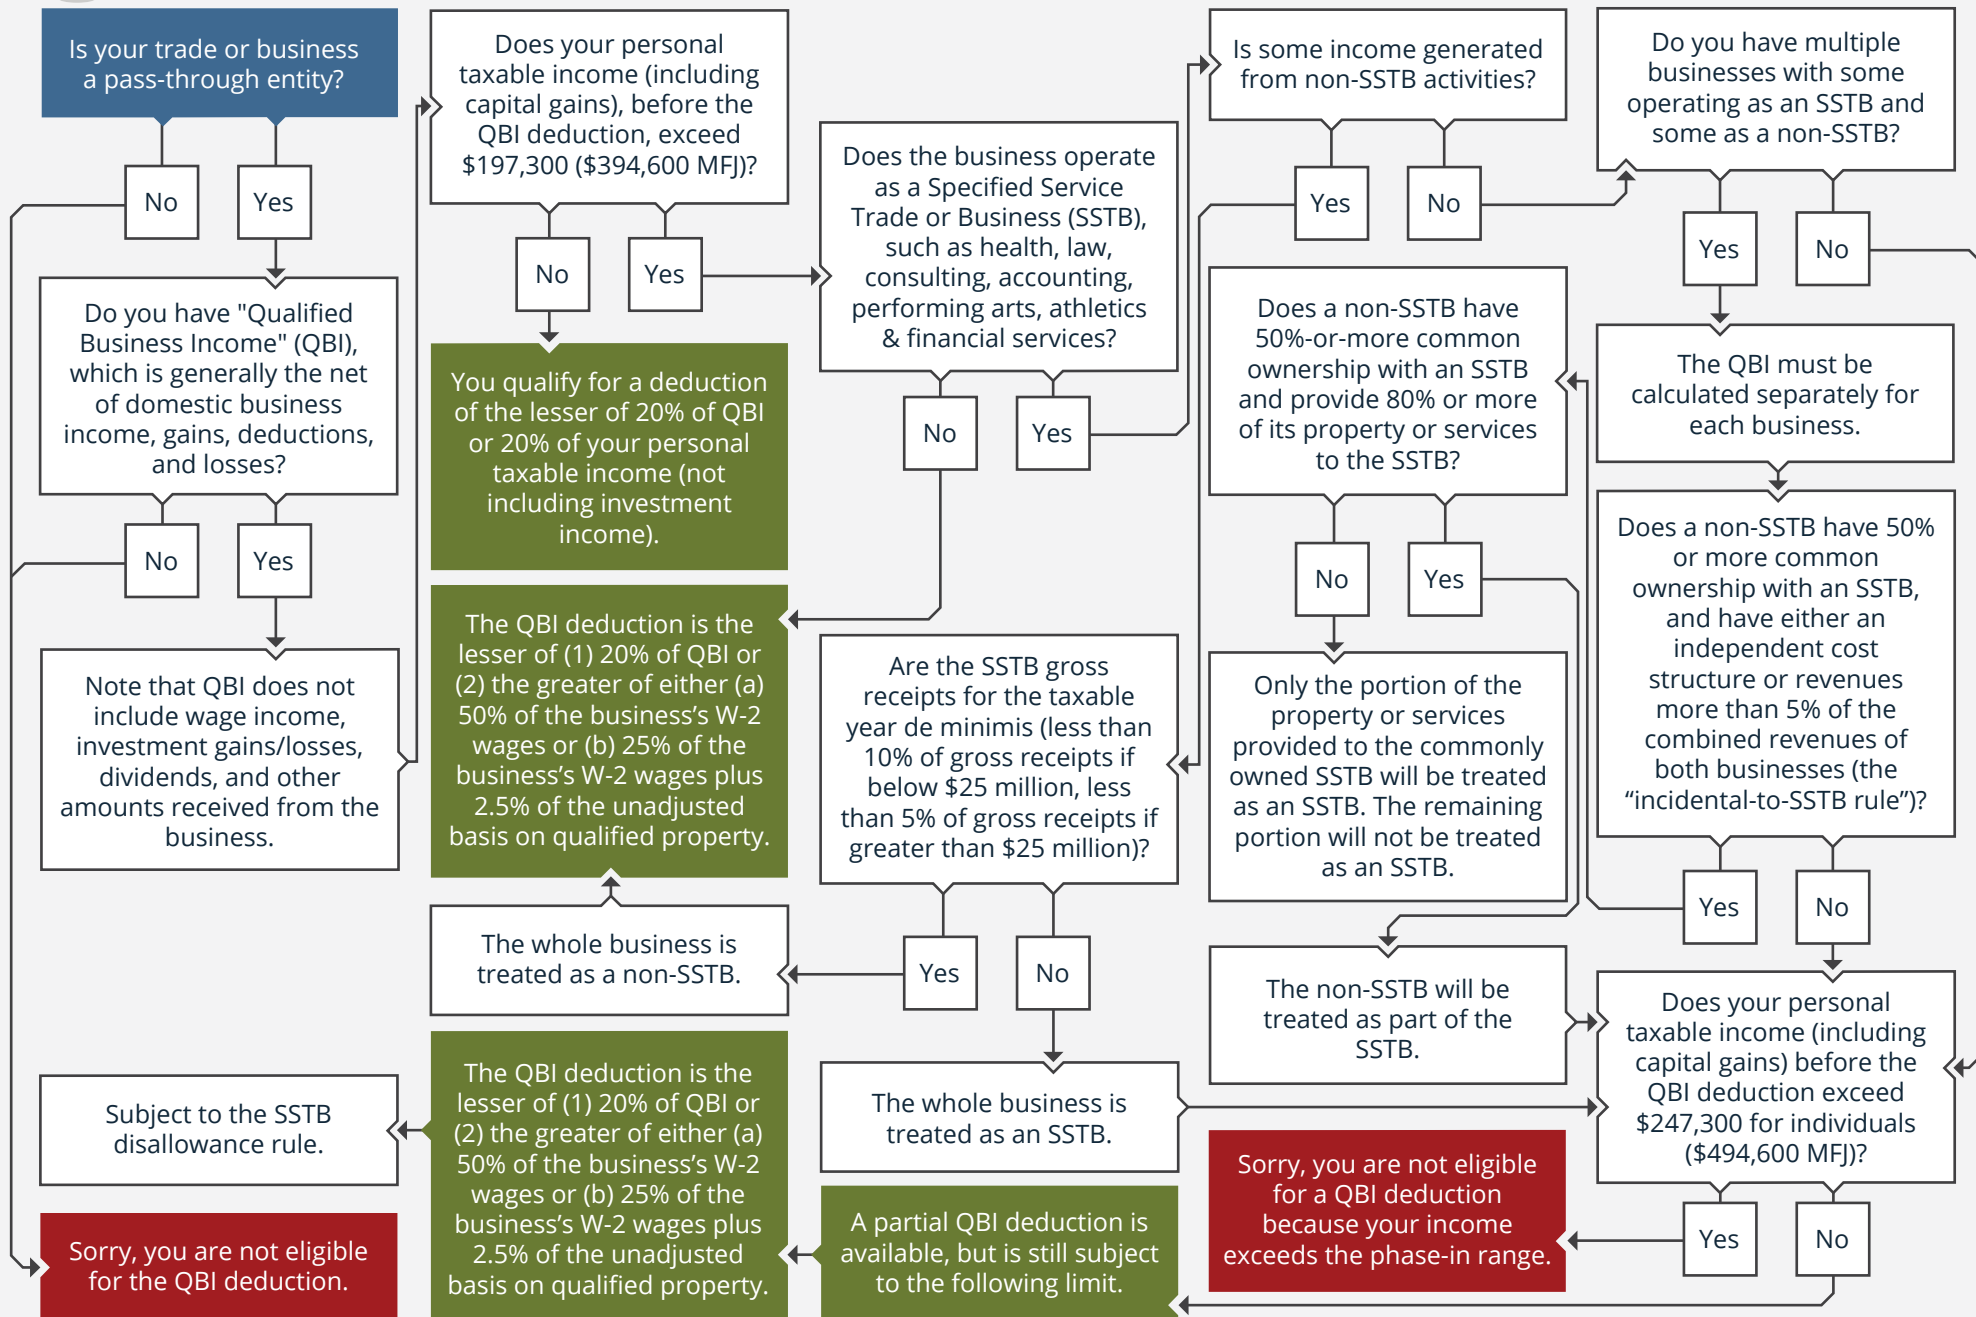 Is your trade or business
a pass-through entity?
No
Yes
Do you have "Qualified
Business Income" (QBI),
which is generally the net
of domestic business
income, gains, deductions,
and losses?
No
Yes
Note that QBI does not
include wage income,
investment gains/losses,
dividends, and other
amounts received from the
business.
Subject to the SSTB
disallowance rule.
Sorry, you are not eligible
for the QBI deduction.
Does your personal
taxable income (including
capital gains), before the
QBI deduction, exceed
$197,300 ($394,600 MFJ)?
No
Yes
You qualify for a deduction
of the lesser of 20% of QBI
or 20% of your personal
taxable income (not
including investment
income).
The QBI deduction is the
lesser of (1) 20% of QBI or
(2) the greater of either (a)
50% of the business’s W-2
wages or (b) 25% of the
business’s W-2 wages plus
2.5% of the unadjusted
basis on qualified property.
The whole business is
treated as a non-SSTB.
The QBI deduction is the
lesser of (1) 20% of QBI or
(2) the greater of either (a)
50% of the business’s W-2
wages or (b) 25% of the
business’s W-2 wages plus
2.5% of the unadjusted
basis on qualified property.
Does the business operate
as a Specified Service
Trade or Business (SSTB),
such as health, law,
consulting, accounting,
performing arts, athletics
& financial services?
No
Yes
Are the SSTB gross
receipts for the taxable
year de minimis (less than
10% of gross receipts if
below $25 million, less
than 5% of gross receipts if
greater than $25 million)?
Yes
No
The whole business is
treated as an SSTB.
A partial QBI deduction is
available, but is still subject
to the following limit.
Is some income generated
from non-SSTB activities?
Yes
No
Does a non-SSTB have
50%-or-more common
ownership with an SSTB
and provide 80% or more
of its property or services
to the SSTB?
No
Yes
Only the portion of the
property or services
provided to the commonly
owned SSTB will be treated
as an SSTB. The remaining
portion will not be treated
as an SSTB.
The non-SSTB will be
treated as part of the
SSTB.
Sorry, you are not eligible
for a QBI deduction
because your income
exceeds the phase-in range.
Do you have multiple
businesses with some
operating as an SSTB and
some as a non-SSTB?
Yes
No
The QBI must be
calculated separately for
each business.
Does a non-SSTB have 50%
or more common
ownership with an SSTB,
and have either an
independent cost
structure or revenues
more than 5% of the
combined revenues of
both businesses (the
“incidental-to-SSTB rule”)?
Yes
No
Does your personal
taxable income (including
capital gains) before the
QBI deduction exceed
$247,300 for individuals
($494,600 MFJ)?
Yes
No